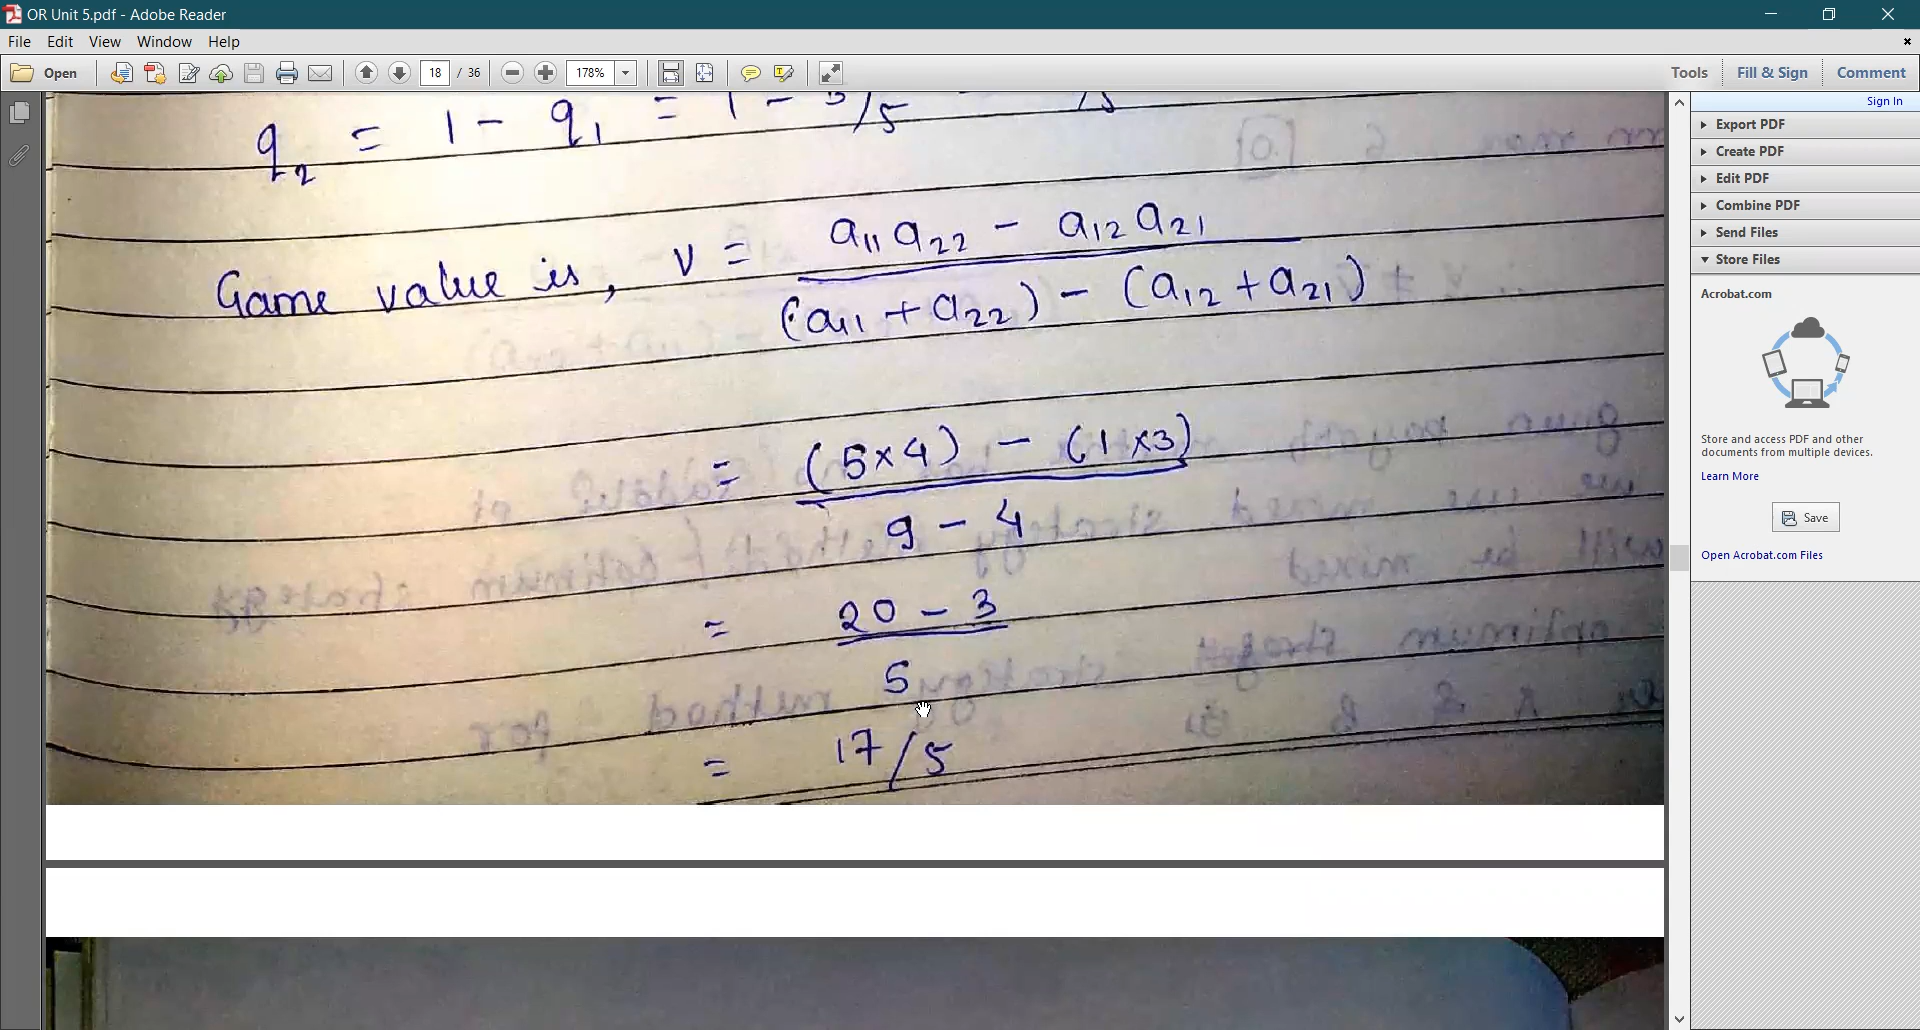 OR Unit 5.pdf - Adobe Reader
File Edit View Window Help
Open 18 / 36 178% Tools Fill & Sign Comment
Sign In
Export PDF
Create PDF
Edit PDF
Combine PDF
Send Files
Store Files
Acrobat.com
Store and access PDF and other
documents from multiple devices.
Learn More
Save
Open Acrobat.com Files
q₂ = 1 - q₁ = 1 - 3/5
Game value is, v = a₁₁ a₂₂ - a₁₂ a₂₁
(a₁₁ + a₂₂) - (a₁₂ + a₂₁)
= (5×4) - (1×3)
9 - 4
= 20 - 3
5
= 17/5